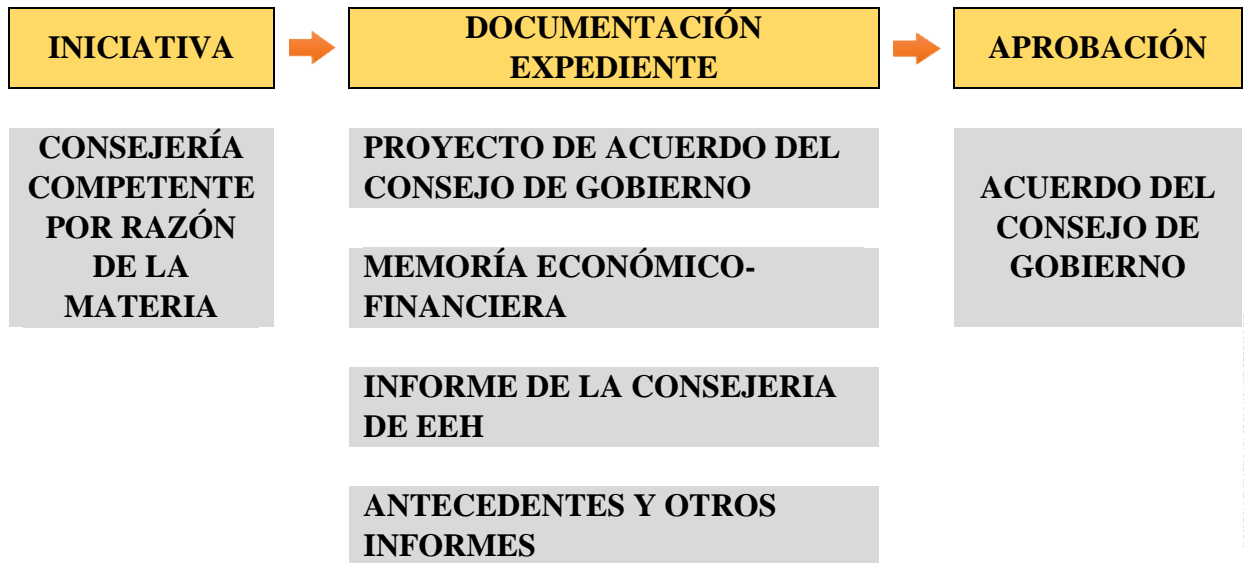 INICIATIVA
DOCUMENTACIÓN
EXPEDIENTE
APROBACIÓN
CONSEJERÍA
COMPETENTE
POR RAZÓN
DE LA
MATERIA
PROYECTO DE ACUERDO DEL
CONSEJO DE GOBIERNO
MEMORÍA ECONÓMICO-
FINANCIERA
INFORME DE LA CONSEJERIA
DE EEH
ANTECEDENTES Y OTROS
INFORMES
ACUERDO DEL
CONSEJO DE
GOBIERNO